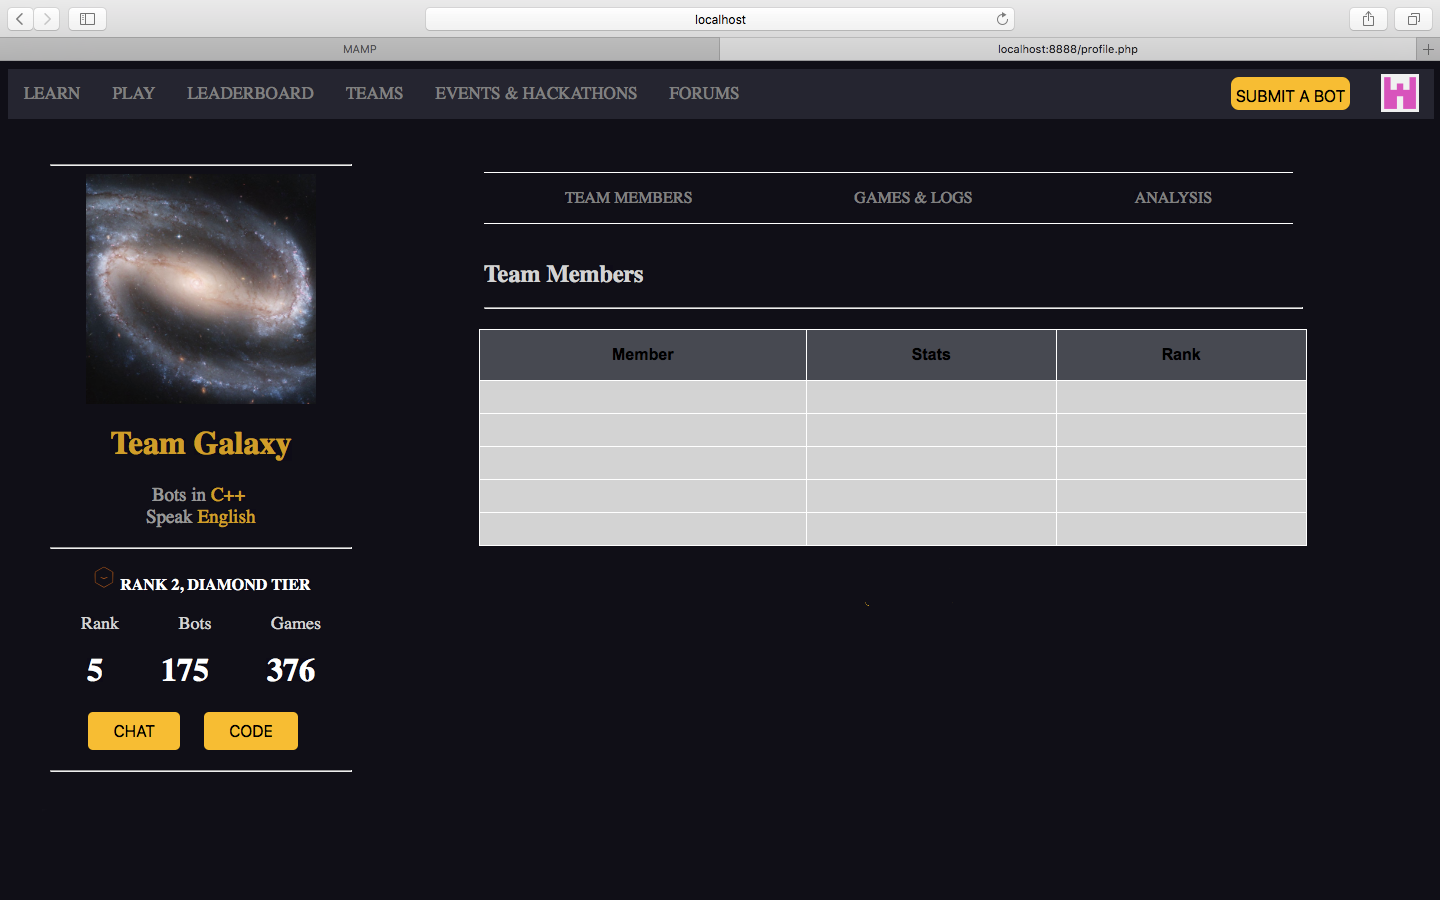 localhost
MAMP
localhost:8888/profile.php
LEARN PLAY LEADERBOARD TEAMS EVENTS & HACKATHONS FORUMS SUBMIT A BOT
TEAM MEMBERS GAMES & LOGS ANALYSIS
Team Members
Member Stats Rank
Team Galaxy
Bots in C++
Speak English
RANK 2, DIAMOND TIER
Rank Bots Games
5 175 376
CHAT CODE